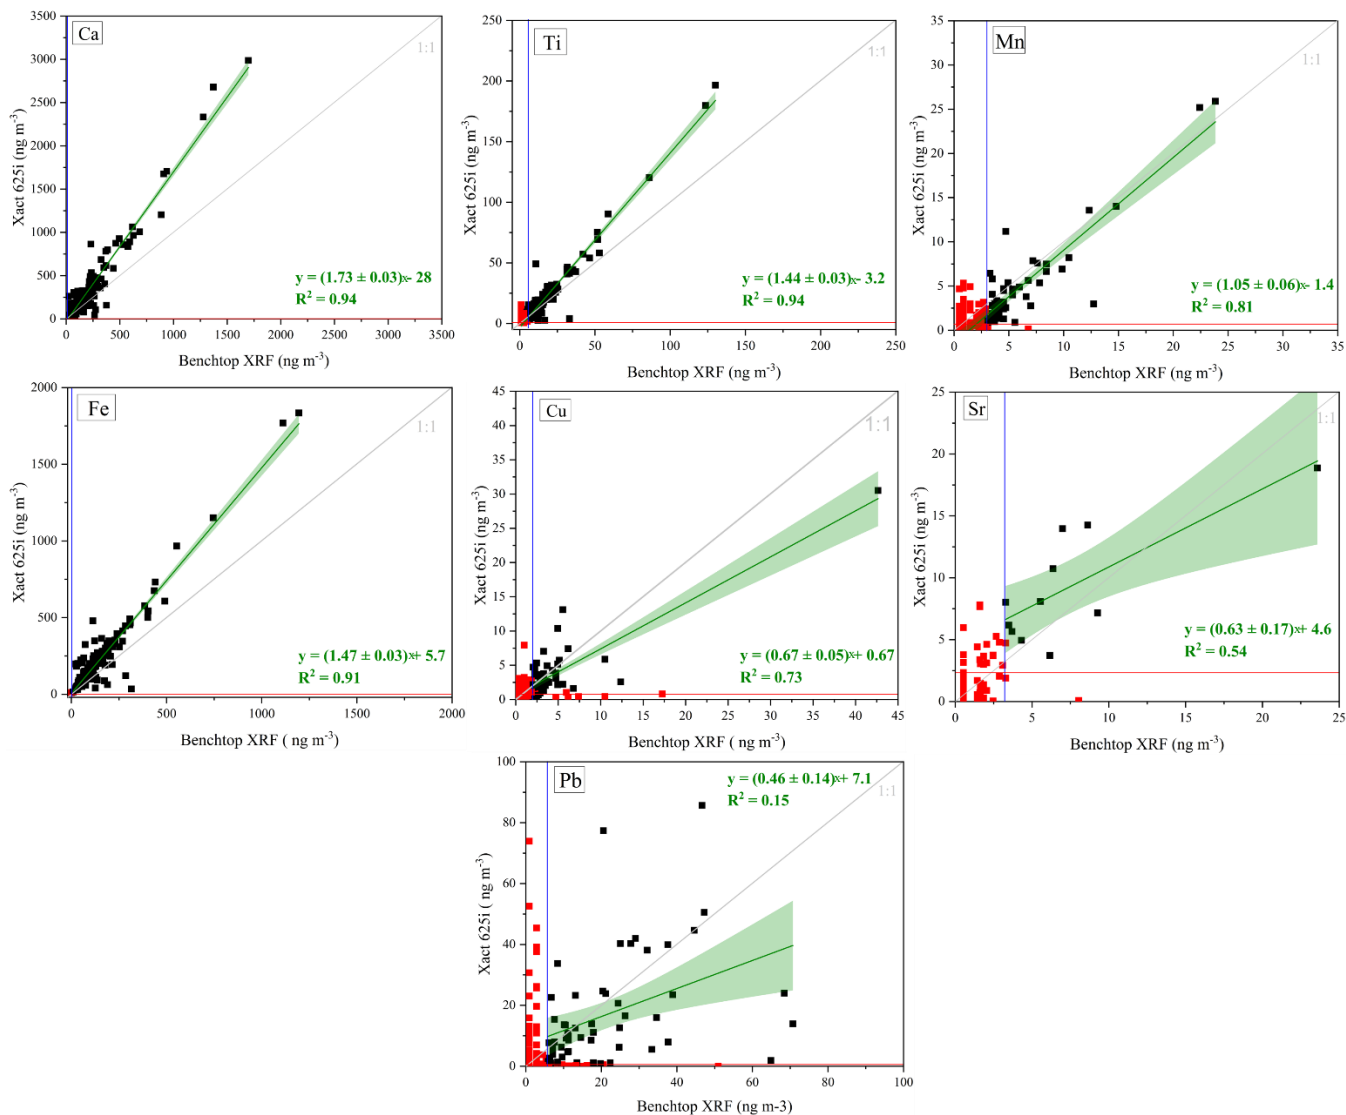 Ca
1:1
3500
3000
2500
2000
1500
1000
500
0
Xact 625i (ng m⁻³)
y = (1.73 ± 0.03)x- 28
R² = 0.94
0 500 1000 1500 2000 2500 3000 3500
Benchtop XRF (ng m⁻³)
Ti
1:1
250
200
150
100
50
0
Xact 625i (ng m⁻³)
y = (1.44 ± 0.03)x- 3.2
R² = 0.94
0 50 100 150 200 250
Benchtop XRF (ng m⁻³)
Mn
1:1
35
30
25
20
15
10
5
0
Xact 625i (ng m⁻³)
y = (1.05 ± 0.06)x- 1.4
R² = 0.81
0 5 10 15 20 25 30 35
Benchtop XRF (ng m⁻³)
Fe
1:1
2000
1500
1000
500
0
Xact 625i (ng m⁻³)
y = (1.47 ± 0.03)x+ 5.7
R² = 0.91
0 500 1000 1500 2000
Benchtop XRF ( ng m⁻³)
Cu
1:1
45
40
35
30
25
20
15
10
5
0
Xact 625i (ng m⁻³)
y = (0.67 ± 0.05)x+ 0.67
R² = 0.73
0 5 10 15 20 25 30 35 40 45
Benchtop XRF ( ng m⁻³)
Sr
1:1
25
20
15
10
5
0
Xact 625i (ng m⁻³)
y = (0.63 ± 0.17)x+ 4.6
R² = 0.54
0 5 10 15 20 25
Benchtop XRF (ng m⁻³)
Pb
y = (0.46 ± 0.14)x+ 7.1
R² = 0.15
1:1
100
80
60
40
20
0
Xact 625i ( ng m⁻³)
0 20 40 60 80 100
Benchtop XRF (ng m-3)